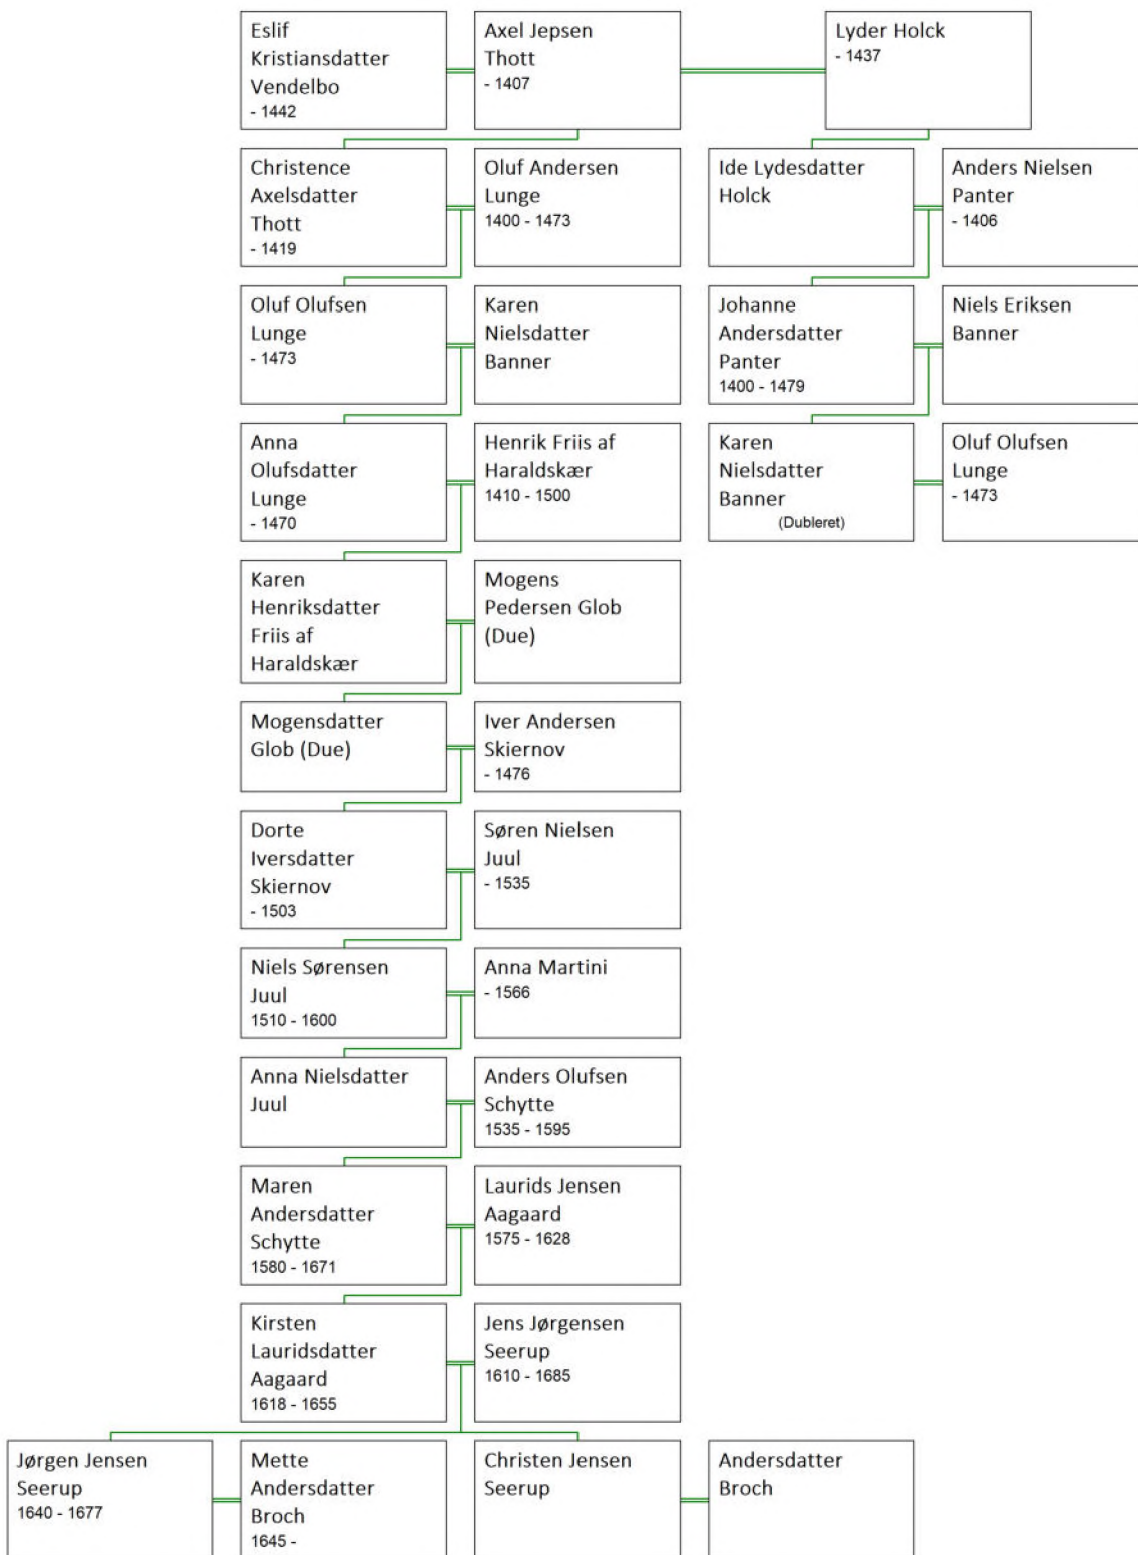 Eslif
Kristiansdatter
Vendelbo
- 1442
Axel Jepsen
Thott
- 1407
Lyder Holck
- 1437
Christence
Axelsdatter
Thott
- 1419
Oluf Andersen
Lunge
1400 - 1473
Ide Lydesdatter
Holck
Anders Nielsen
Panter
- 1406
Oluf Olufsen
Lunge
- 1473
Karen
Nielsdatter
Banner
Johanne
Andersdatter
Panter
1400 - 1479
Niels Eriksen
Banner
Anna
Olufsdatter
Lunge
- 1470
Henrik Friis af
Haraldskær
1410 - 1500
Karen
Nielsdatter
Banner
(Dubleret)
Oluf Olufsen
Lunge
- 1473
Karen
Henriksdatter
Friis af
Haraldskær
Mogens
Pedersen Glob
(Due)
Mogensdatter
Glob (Due)
Iver Andersen
Skiernov
- 1476
Dorte
Iversdatter
Skiernov
- 1503
Søren Nielsen
Juul
- 1535
Niels Sørensen
Juul
1510 - 1600
Anna Martini
- 1566
Anna Nielsdatter
Juul
Anders Olufsen
Schytte
1535 - 1595
Maren
Andersdatter
Schytte
1580 - 1671
Laurids Jensen
Aagaard
1575 - 1628
Kirsten
Lauridsdatter
Aagaard
1618 - 1655
Jens Jørgensen
Seerup
1610 - 1685
Jørgen Jensen
Seerup
1640 - 1677
Mette
Andersdatter
Broch
1645 -
Christen Jensen
Seerup
Andersdatter
Broch